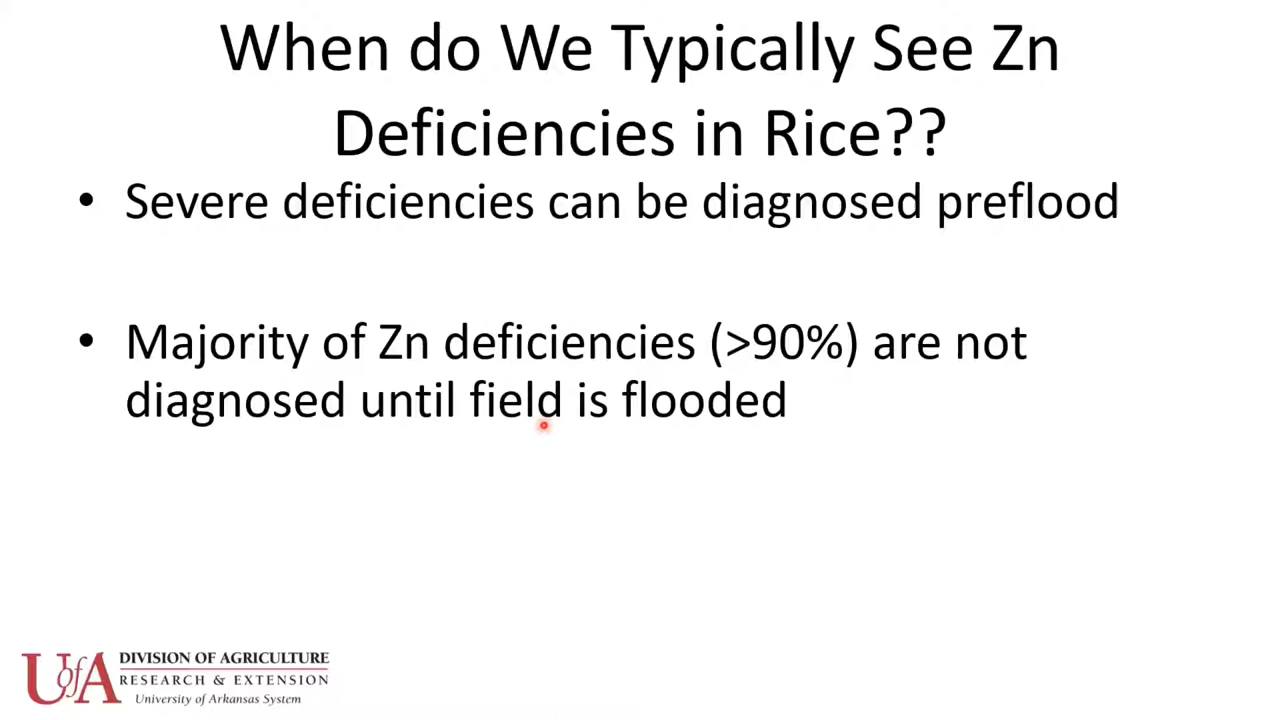 When do We Typically See Zn
Deficiencies in Rice??
• Severe deficiencies can be diagnosed preflood
• Majority of Zn deficiencies (>90%) are not
diagnosed until field is flooded
UofA
DIVISION OF AGRICULTURE
RESEARCH & EXTENSION
University of Arkansas System